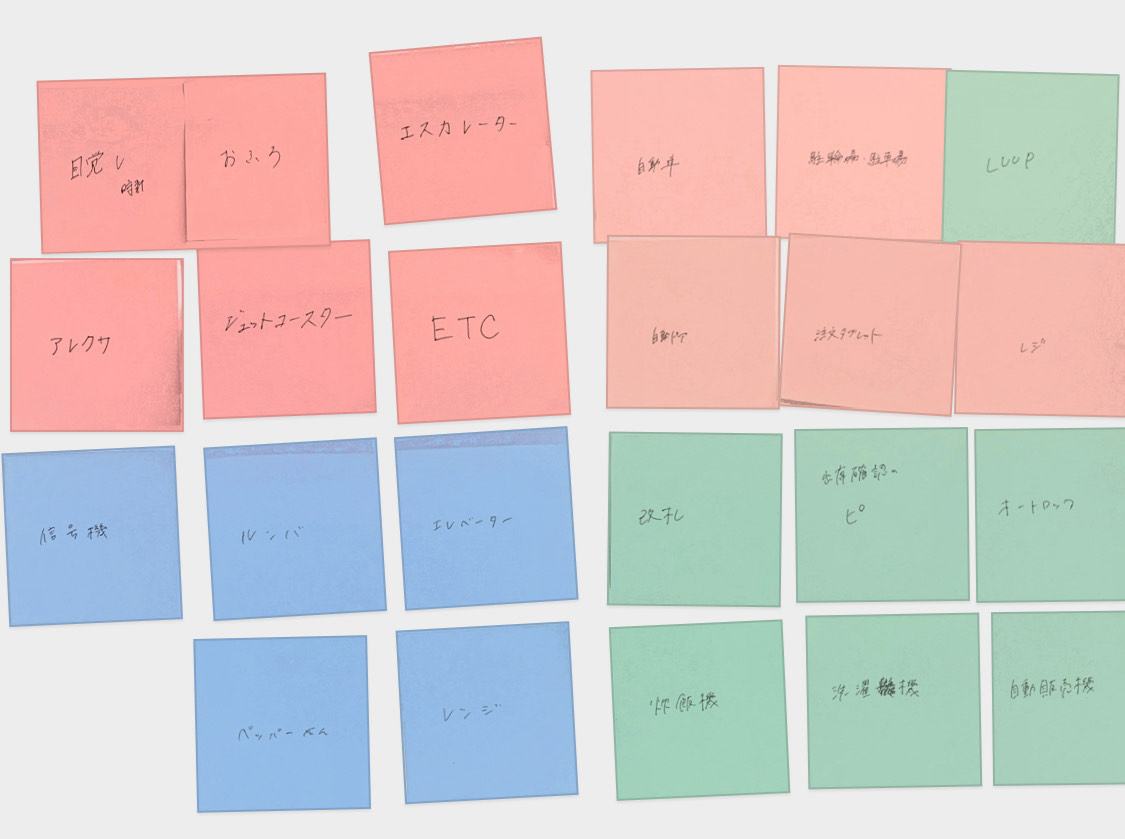 目覚し
時計
おふろ
エスカレーター
自動車
駐輪場・駐車場
LUUP
アレクサ
ジェットコースター
ETC
自動ドア
注文タブレット
レジ
信号機
ルンバ
エレベーター
改札
在庫確認の
ピ
オートロック
ペッパーくん
レンジ
炊飯機
洗濯機
自動販売機